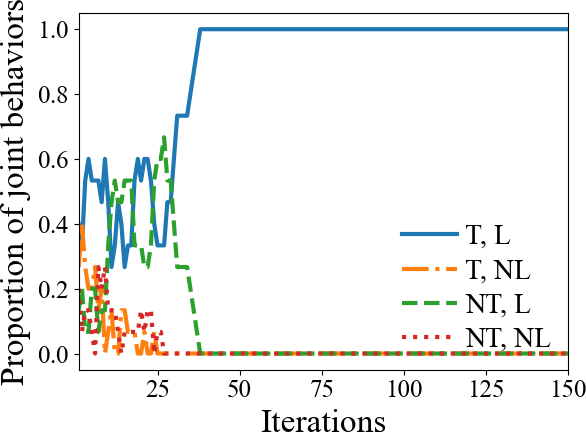 Proportion of joint behaviors
1.0
0.8
0.6
0.4
0.2
0.0
T, L
T, NL
NT, L
NT, NL
25 50 75 100 125 150
Iterations